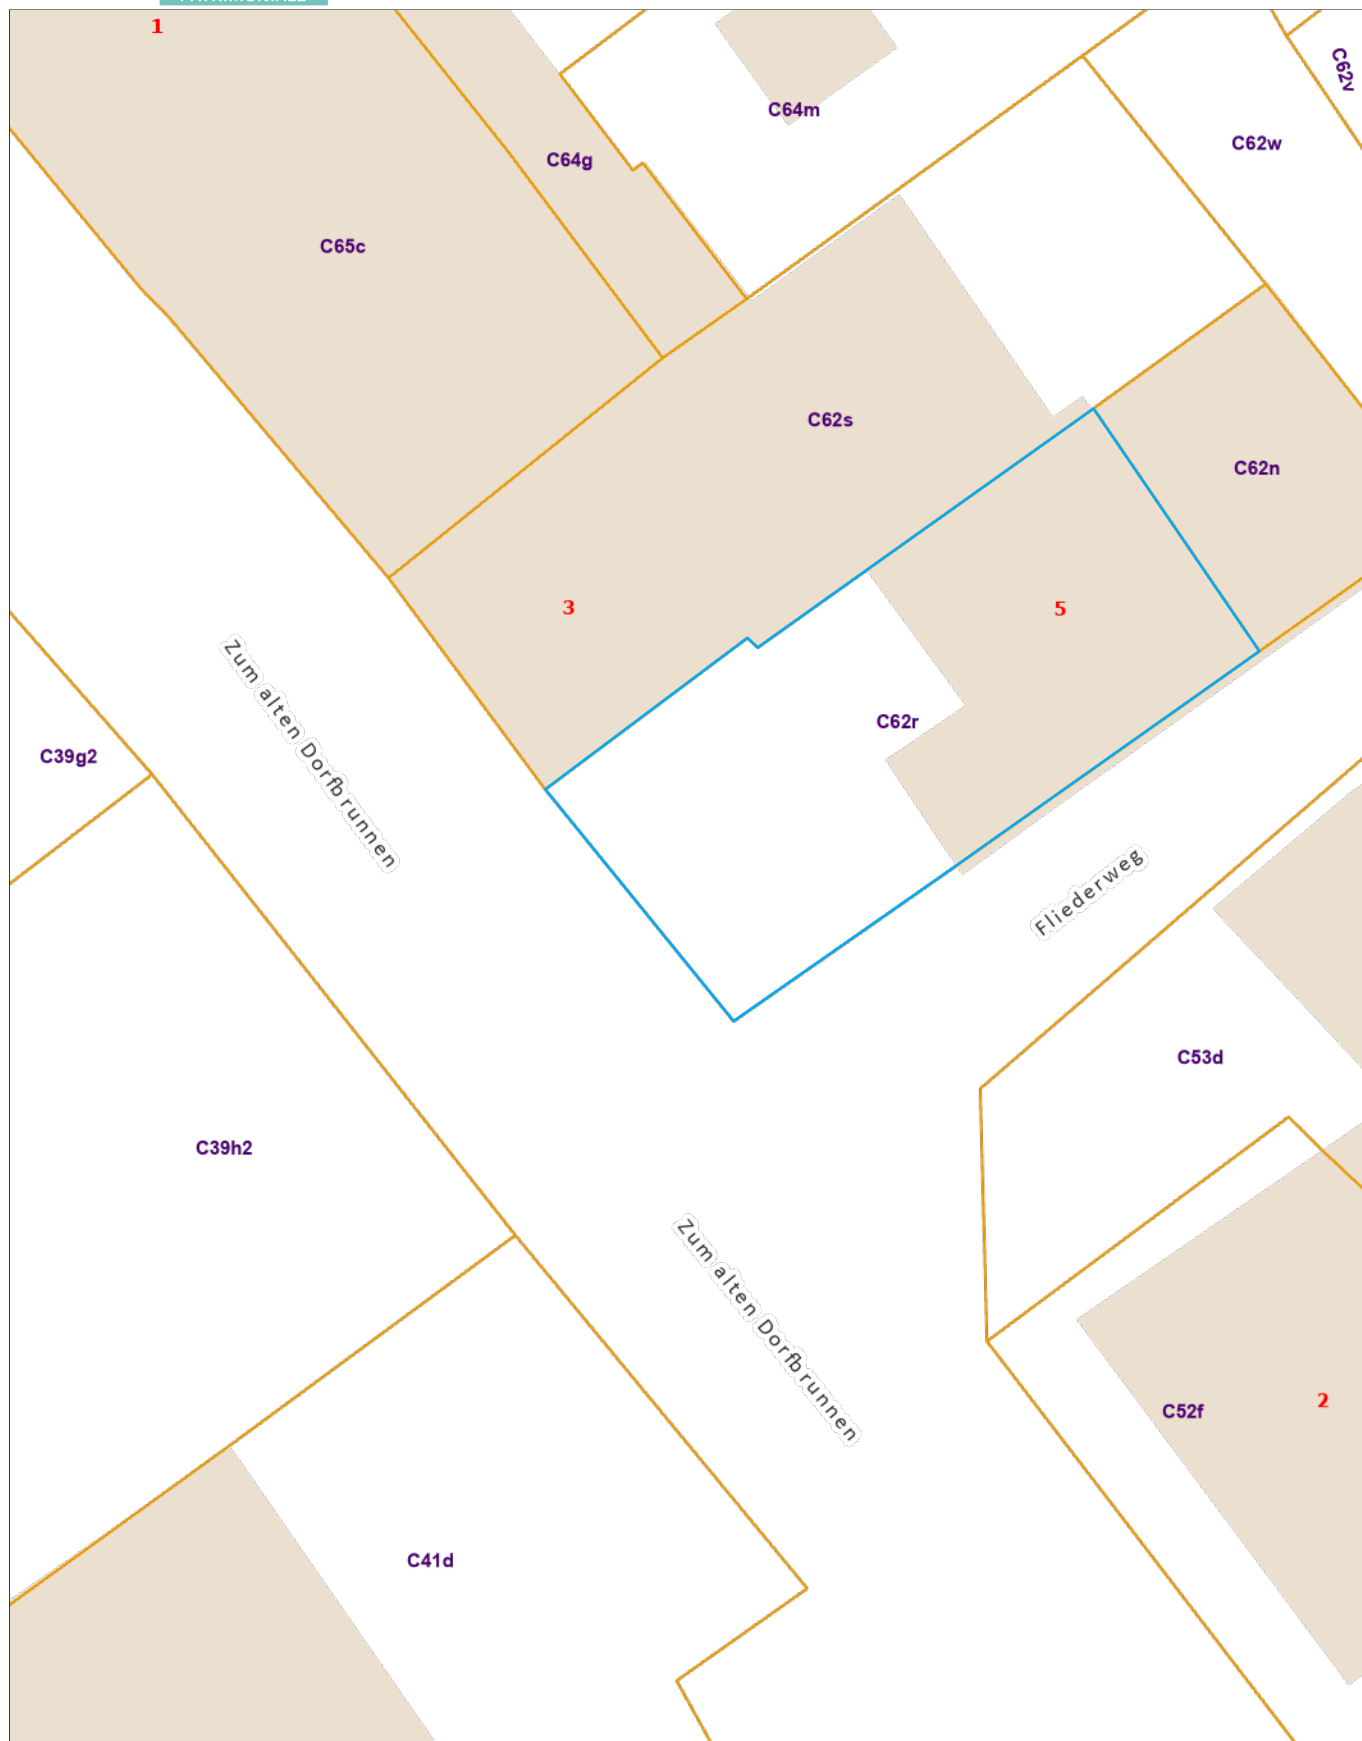 1
C62v
C64m
C62w
C64g
C65c
C62s
C62n
3
5
Zum alten Dorfbrunnen
C62r
C39g2
Fliederweg
C53d
C39h2
Zum alten Dorfbrunnen
2
C52f
C41d